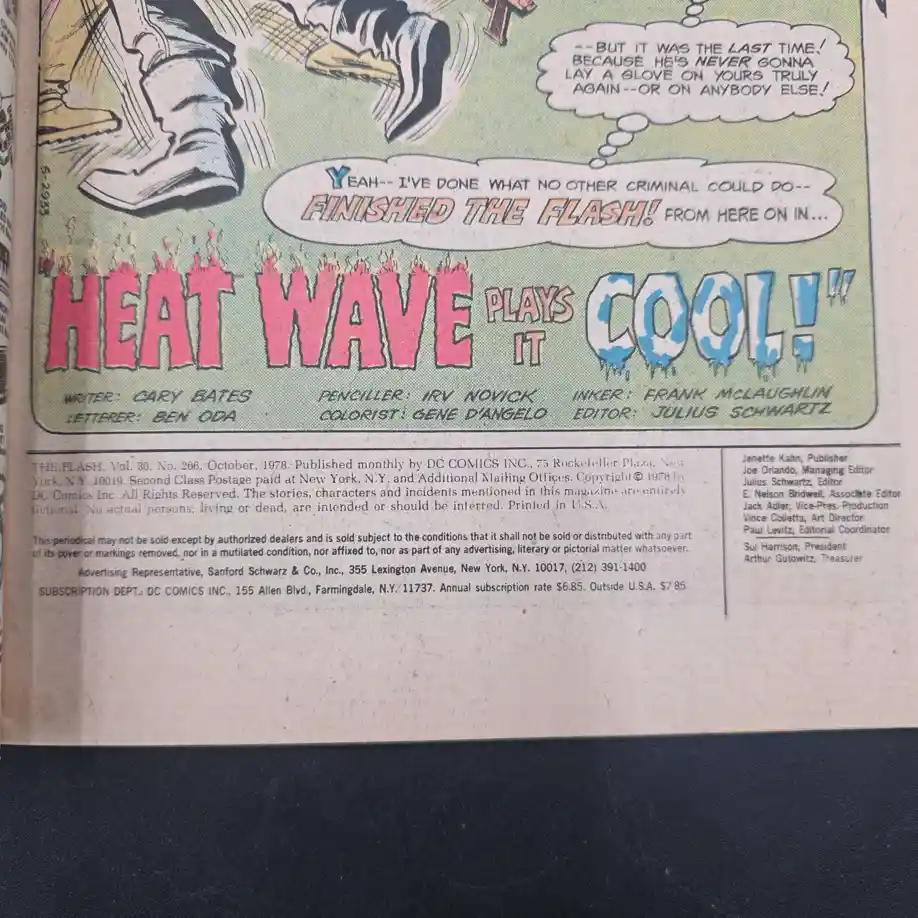 --BUT IT WAS THE LAST TIME!
BECAUSE HE'S NEVER GONNA
LAY A GLOVE ON YOURS TRULY
AGAIN--OR ON ANYBODY ELSE!
YEAH-- I'VE DONE WHAT NO OTHER CRIMINAL COULD DO--
FINISHED THE FLASH! FROM HERE ON IN...
S-2933
"HEAT WAVE PLAYS IT COOL!"
WRITER: CARY BATES PENCILLER: IRV NOVICK INKER: FRANK McLAUGHLIN
LETTERER: BEN ODA COLORIST: GENE D'ANGELO EDITOR: JULIUS SCHWARTZ
THE FLASH, Vol. 30, No. 266, October, 1978. Published monthly by DC COMICS INC., 75 Rockefeller Plaza, New
York, N.Y. 10019. Second Class Postage paid at New York, N.Y. and Additional Mailing Offices. Copyright © 1978 by
DC Comics Inc. All Rights Reserved. The stories, characters and incidents mentioned in this magazine are entirely
fictional. No actual persons, living or dead, are intended or should be inferred. Printed in U.S.A.
This periodical may not be sold except by authorized dealers and is sold subject to the conditions that it shall not be sold or distributed with any part
of its cover or markings removed, nor in a mutilated condition, nor affixed to, nor as part of any advertising, literary or pictorial matter whatsoever.
Advertising Representative, Sanford Schwarz & Co., Inc., 355 Lexington Avenue, New York, N.Y. 10017, (212) 391-1400
SUBSCRIPTION DEPT.: DC COMICS INC., 155 Allen Blvd., Farmingdale, N.Y. 11737. Annual subscription rate $6.85. Outside U.S.A. $7.85
Jenette Kahn, Publisher
Joe Orlando, Managing Editor
Julius Schwartz, Editor
E. Nelson Bridwell, Associate Editor
Jack Adler, Vice-Pres. Production
Vince Colletta, Art Director
Paul Levitz, Editorial Coordinator
Sol Harrison, President
Arthur Gutowitz, Treasurer